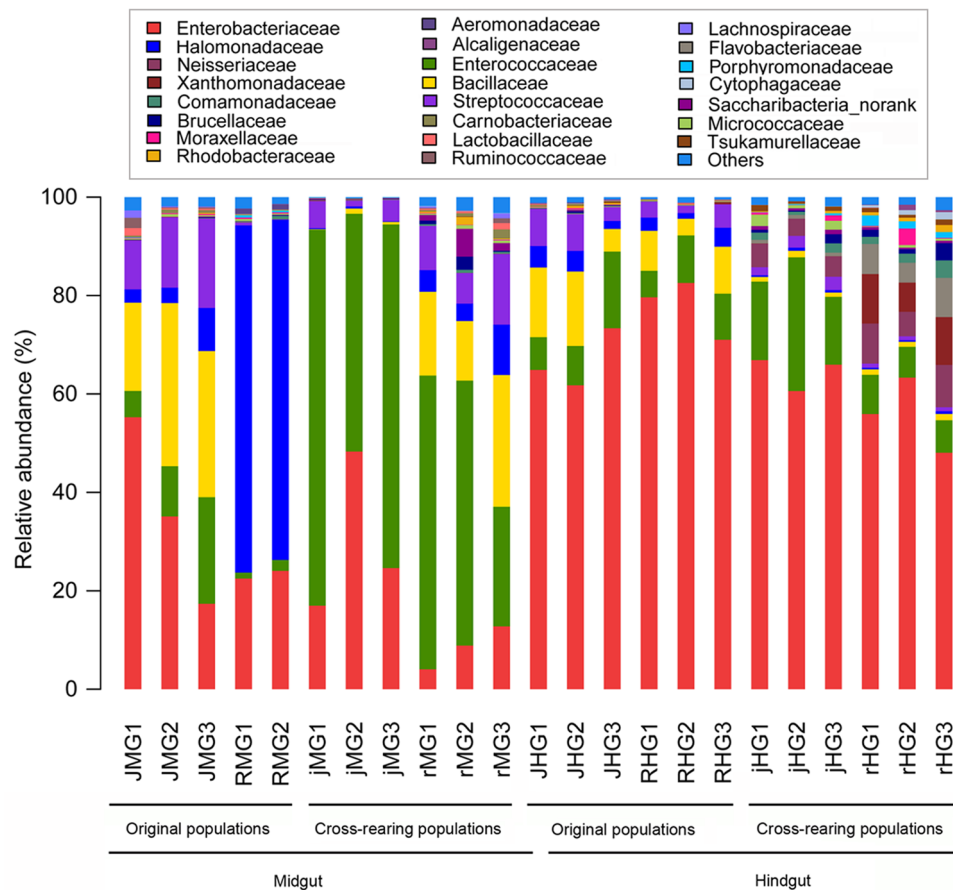 Enterobacteriaceae
Halomonadaceae
Neisseriaceae
Xanthomonadaceae
Comamonadaceae
Brucellaceae
Moraxellaceae
Rhodobacteraceae
Aeromonadaceae
Alcaligenaceae
Enterococcaceae
Bacillaceae
Streptococcaceae
Carnobacteriaceae
Lactobacillaceae
Ruminococcaceae
Lachnospiraceae
Flavobacteriaceae
Porphyromonadaceae
Cytophagaceae
Saccharibacteria_norank
Micrococcaceae
Tsukamurellaceae
Others
Relative abundance (%)
100
80
60
40
20
0
JMG1 JMG2 JMG3 RMG1 RMG2 jMG1 jMG2 jMG3 rMG1 rMG2 rMG3 JHG1 JHG2 JHG3 RHG1 RHG2 RHG3 jHG1 jHG2 jHG3 rHG1 rHG2 rHG3
Original populations Cross-rearing populations Original populations Cross-rearing populations
Midgut Hindgut